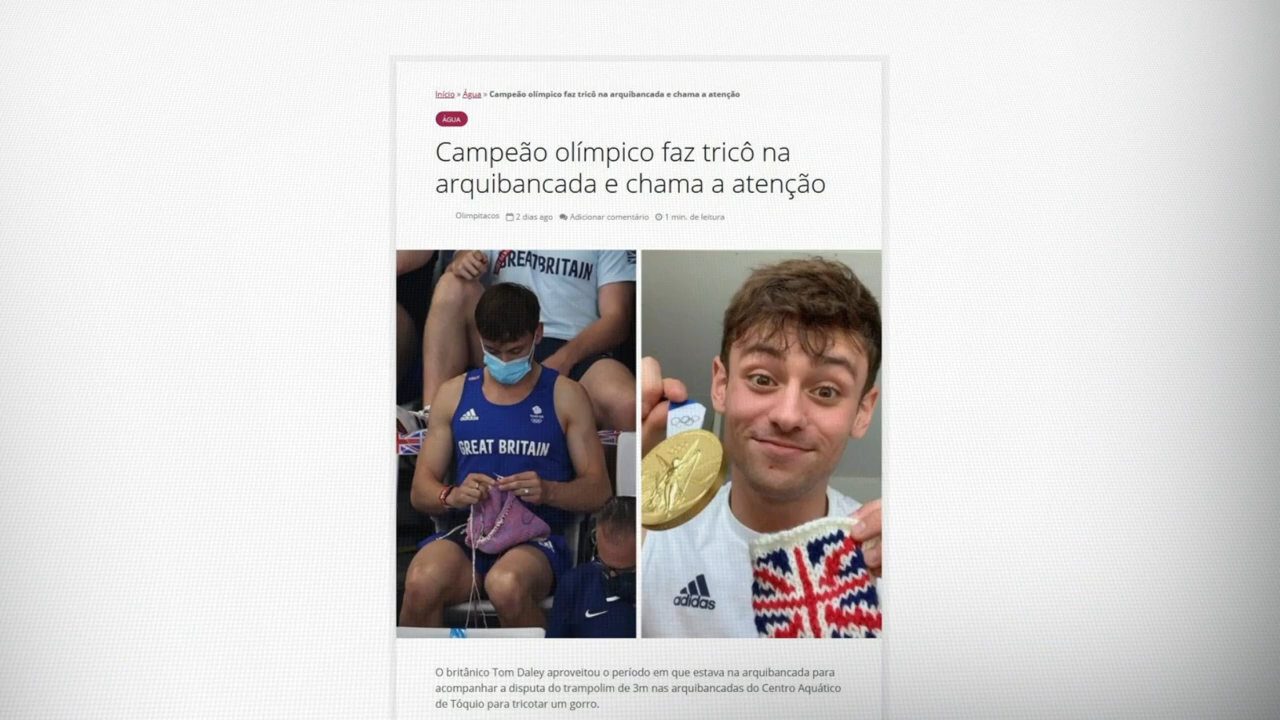 Início » Água » Campeão olímpico faz tricô na arquibancada e chama a atenção
ÁGUA
Campeão olímpico faz tricô na
arquibancada e chama a atenção
Olimpitacos 2 dias ago Adicionar comentário 1 min. de leitura
GREAT BRITAIN
adidas
GREAT BRITAIN
adidas
O britânico Tom Daley aproveitou o período em que estava na arquibancada para
acompanhar a disputa do trampolim de 3m nas arquibancadas do Centro Aquático
de Tóquio para tricotar um gorro.